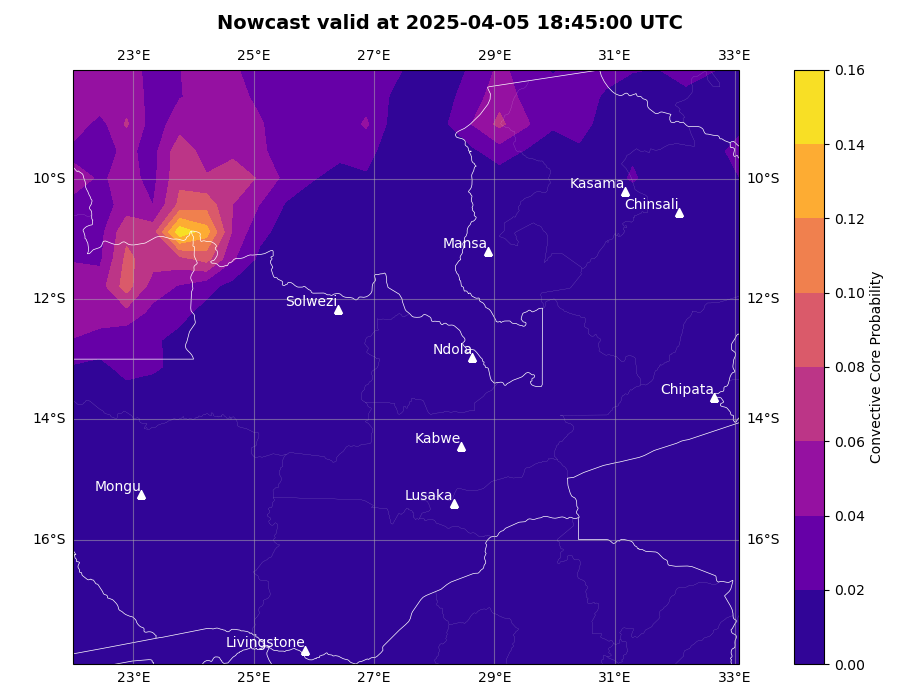 Nowcast valid at 2025-04-05 18:45:00 UTC
23°E 25°E 27°E 29°E 31°E 33°E
0.16
0.14
10°S Kasama 10°S
Chinsali
0.12
Mansa
12°S Solwezi 12°S
0.10
Ndola
0.08
Chipata
14°S 14°S
Kabwe
0.06
Mongu
Lusaka
0.04
16°S 16°S
0.02
Livingstone
0.00
23°E 25°E 27°E 29°E 31°E 33°E
Convective Core Probability